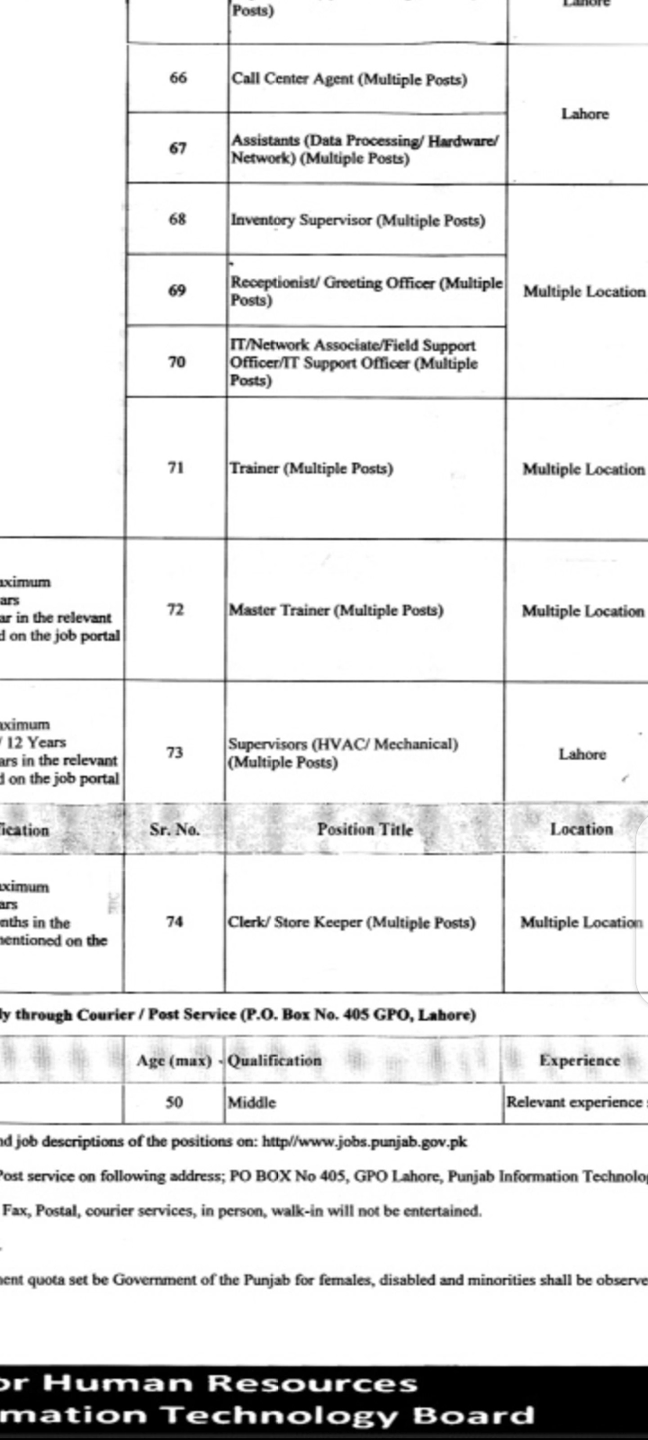 Posts)
Lahore
66
Call Center Agent (Multiple Posts)
Lahore
67
Assistants (Data Processing/ Hardware/
Network) (Multiple Posts)
68
Inventory Supervisor (Multiple Posts)
69
Receptionist/ Greeting Officer (Multiple
Posts)
Multiple Location
70
IT/Network Associate/Field Support
Officer/IT Support Officer (Multiple
Posts)
71
Trainer (Multiple Posts)
Multiple Location
aximum
ars
ar in the relevant
d on the job portal
72
Master Trainer (Multiple Posts)
Multiple Location
aximum
/ 12 Years
ars in the relevant
d on the job portal
73
Supervisors (HVAC/ Mechanical)
(Multiple Posts)
Lahore
fication
Sr. No.
Position Title
Location
aximum
ars
nths in the
mentioned on the
74
Clerk/ Store Keeper (Multiple Posts)
Multiple Location
ly through Courier / Post Service (P.O. Box No. 405 GPO, Lahore)
Age (max)
Qualification
Experience
50
Middle
Relevant experience
nd job descriptions of the positions on: http//www.jobs.punjab.gov.pk
Post service on following address; PO BOX No 405, GPO Lahore, Punjab Information Technolo
Fax, Postal, courier services, in person, walk-in will not be entertained.
ment quota set be Government of the Punjab for females, disabled and minorities shall be observe
or Human Resources
mation Technology Board